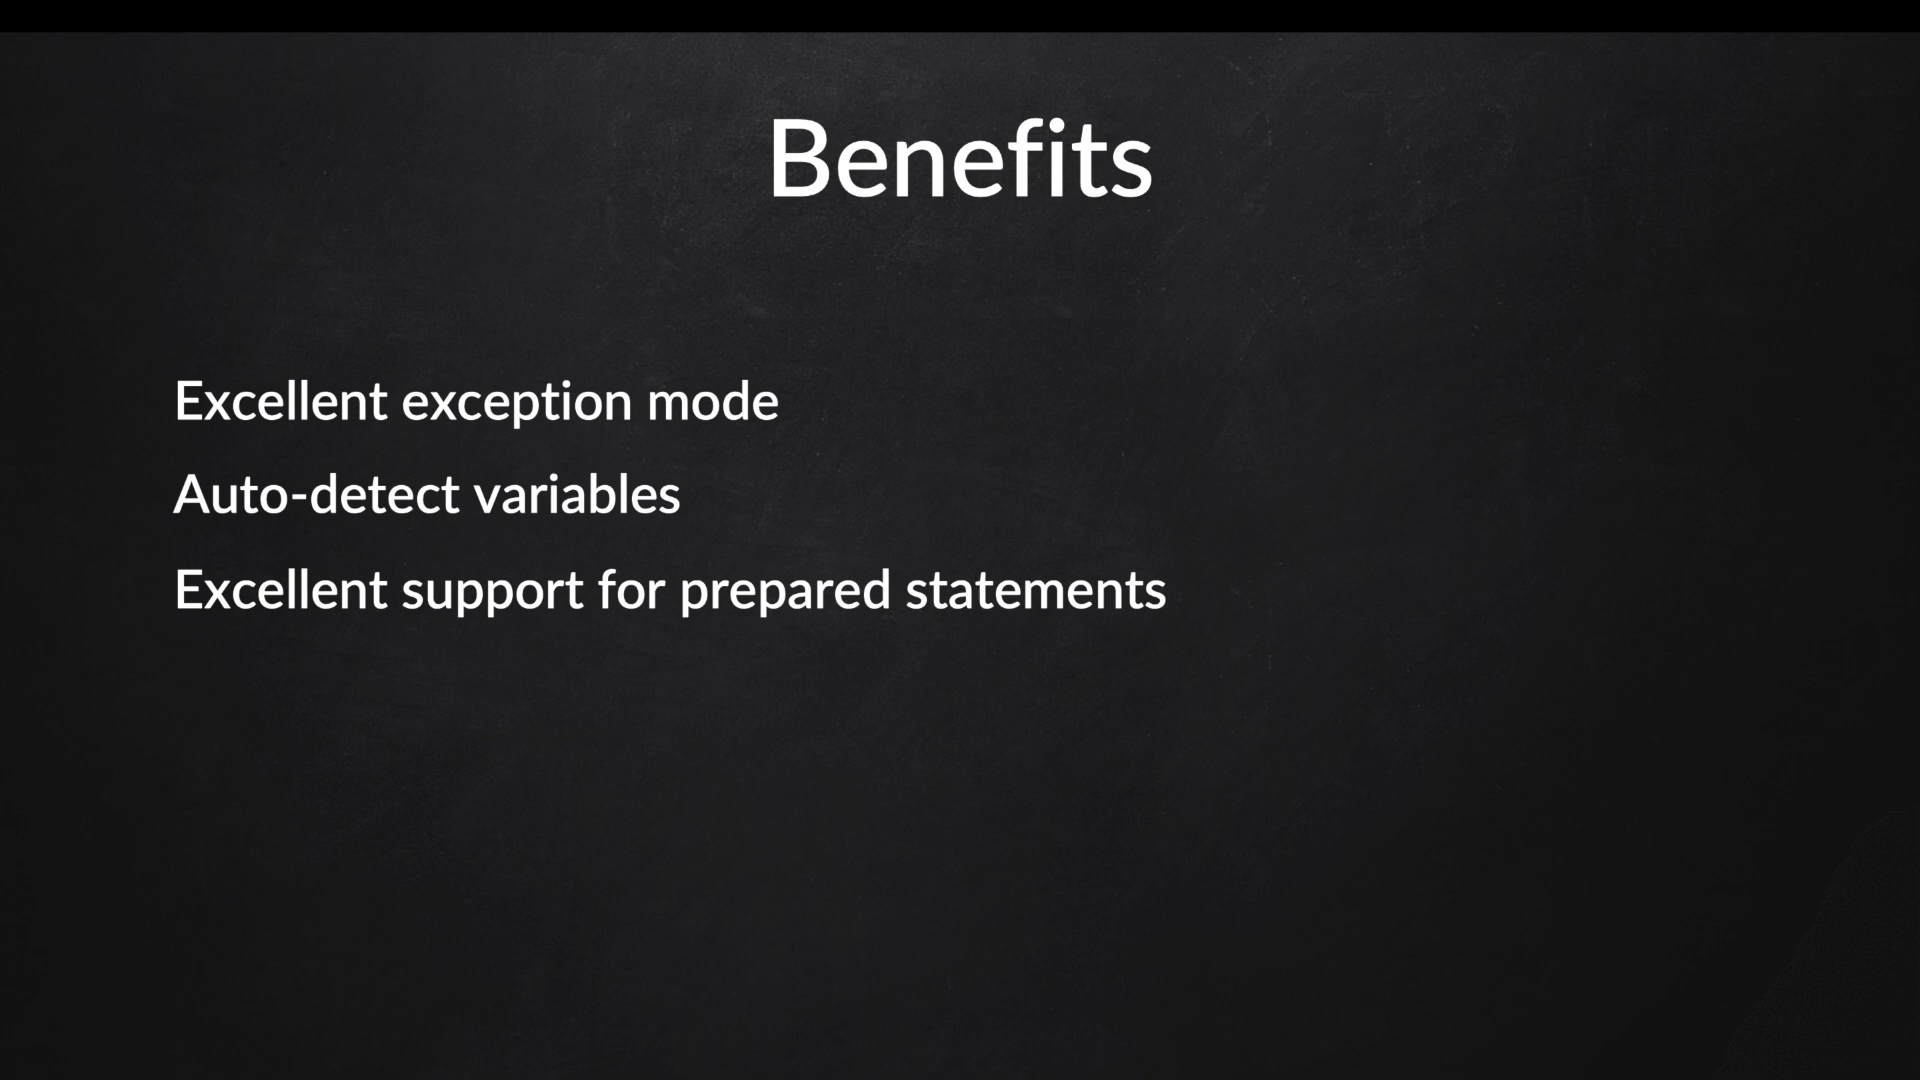 Benefits
Excellent exception mode
Auto-detect variables
Excellent support for prepared statements